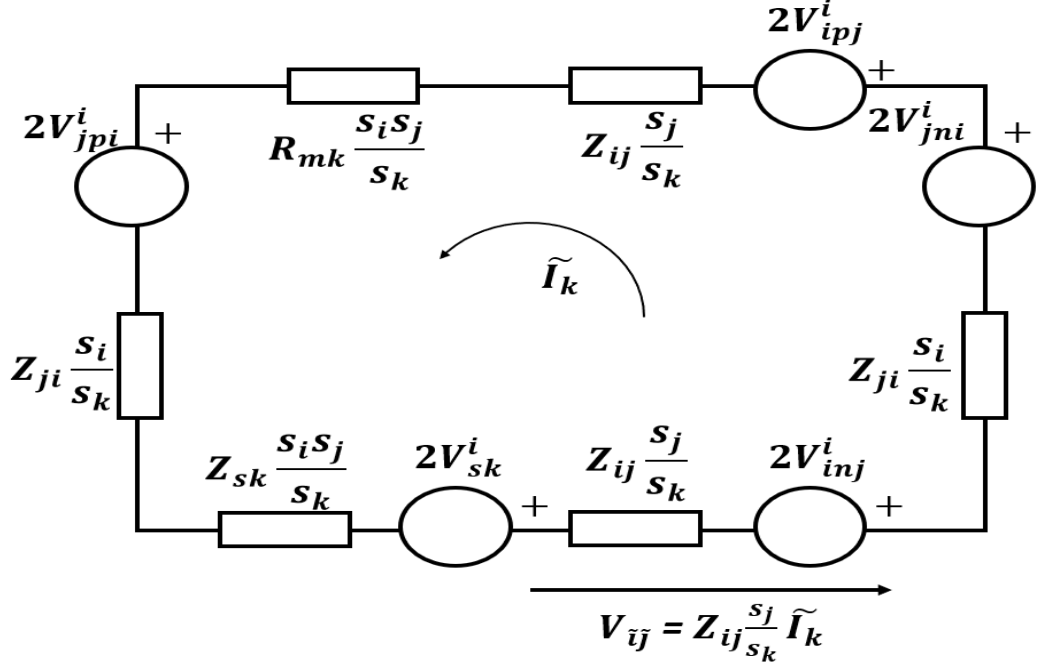 2V^i_{ipj}
+
2V^i_{jpi} +
R_{mk} \frac{s_i s_j}{s_k}
Z_{ij} \frac{s_j}{s_k}
2V^i_{jni} +
\tilde{I_k}
Z_{ji} \frac{s_i}{s_k}
Z_{ji} \frac{s_i}{s_k}
Z_{sk} \frac{s_i s_j}{s_k}
2V^i_{sk} +
Z_{ij} \frac{s_j}{s_k}
2V^i_{inj} +
V_{\tilde{i}\tilde{j}} = Z_{ij} \frac{s_j}{s_k} \tilde{I_k}